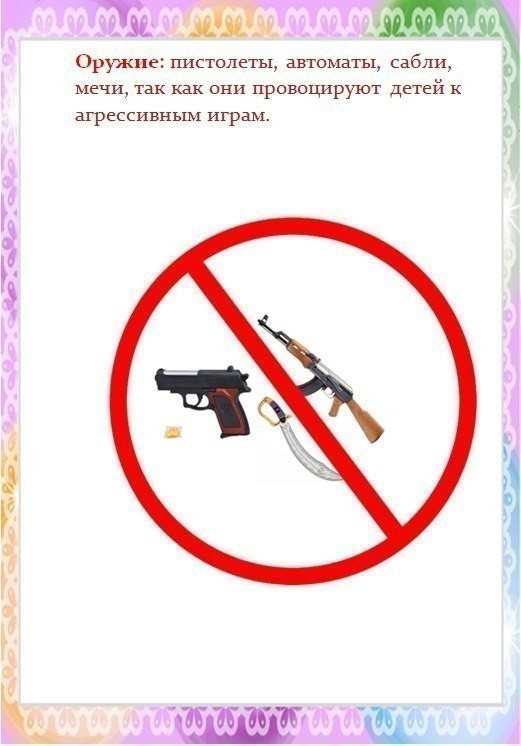 Оружие: пистолеты, автоматы, сабли,
мечи, так как они провоцируют детей к
агрессивным играм.